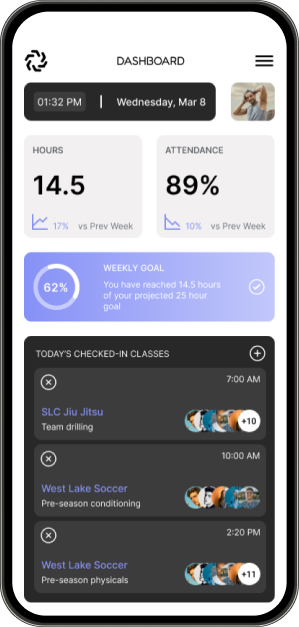 DASHBOARD
01:32 PM | Wednesday, Mar 8
HOURS
14.5
17% vs Prev Week
ATTENDANCE
89%
10% vs Prev Week
62%
WEEKLY GOAL
You have reached 14.5 hours
of your projected 25 hour
goal
TODAY'S CHECKED-IN CLASSES
7:00 AM
SLC Jiu Jitsu
Team drilling
+10
10:00 AM
West Lake Soccer
Pre-season conditioning
2:20 PM
West Lake Soccer
Pre-season physicals
+11